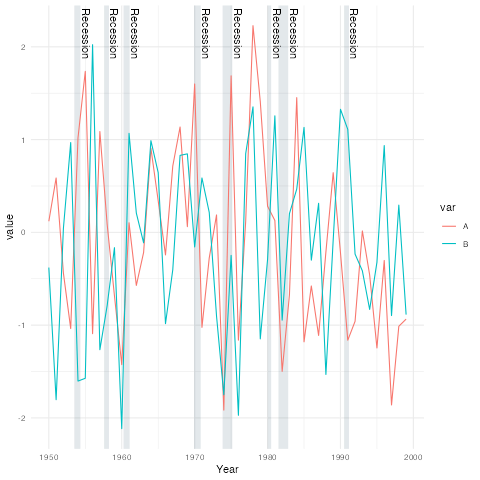 Recession
Recession
Recession
Recession
Recession
Recession
Recession
Recession
2
1
0
-1
-2
value
1950
1960
1970
1980
1990
2000
Year
var
A
B